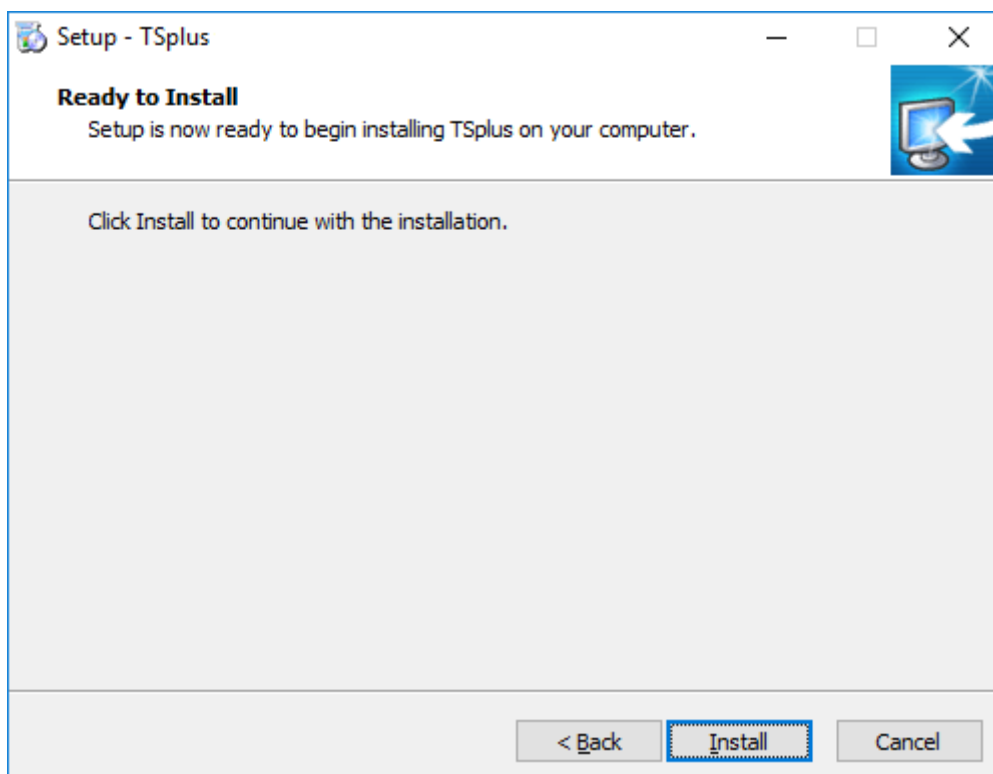 Setup - TSplus
Ready to Install
Setup is now ready to begin installing TSplus on your computer.
Click Install to continue with the installation.
< Back
Install
Cancel